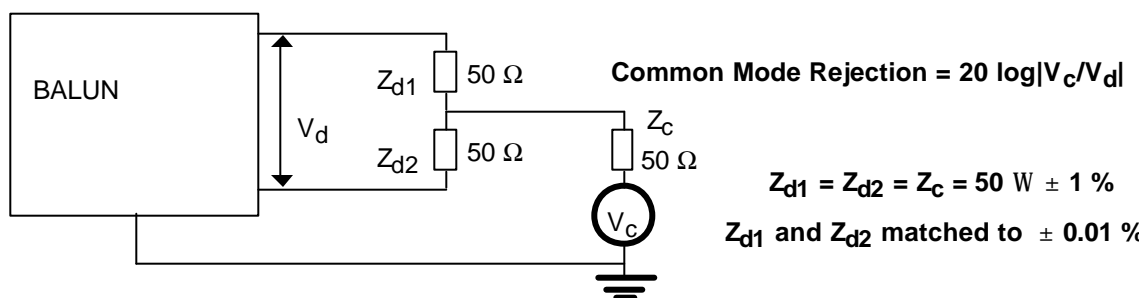 BALUN
V_d
Z_d1
50 Ω
Z_d2
50 Ω
Z_c
50 Ω
V_c
Common Mode Rejection = 20 log|V_c/V_d|
Z_d1 = Z_d2 = Z_c = 50 W ± 1 %
Z_d1 and Z_d2 matched to ± 0.01 %